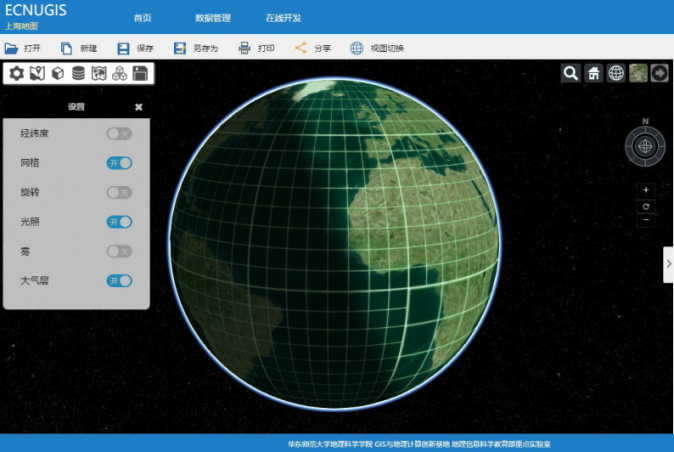 ECNUGIS
上海地图
首页 数据管理 在线开发
打开 新建 保存 另存为 打印 分享 视图切换
设置
经纬度 关
网格 开
旋转 关
光照 开
雾 关
大气层 开
N
华东师范大学地理科学学院 GIS与地理计算创新基地 地理信息科学教育部重点实验室